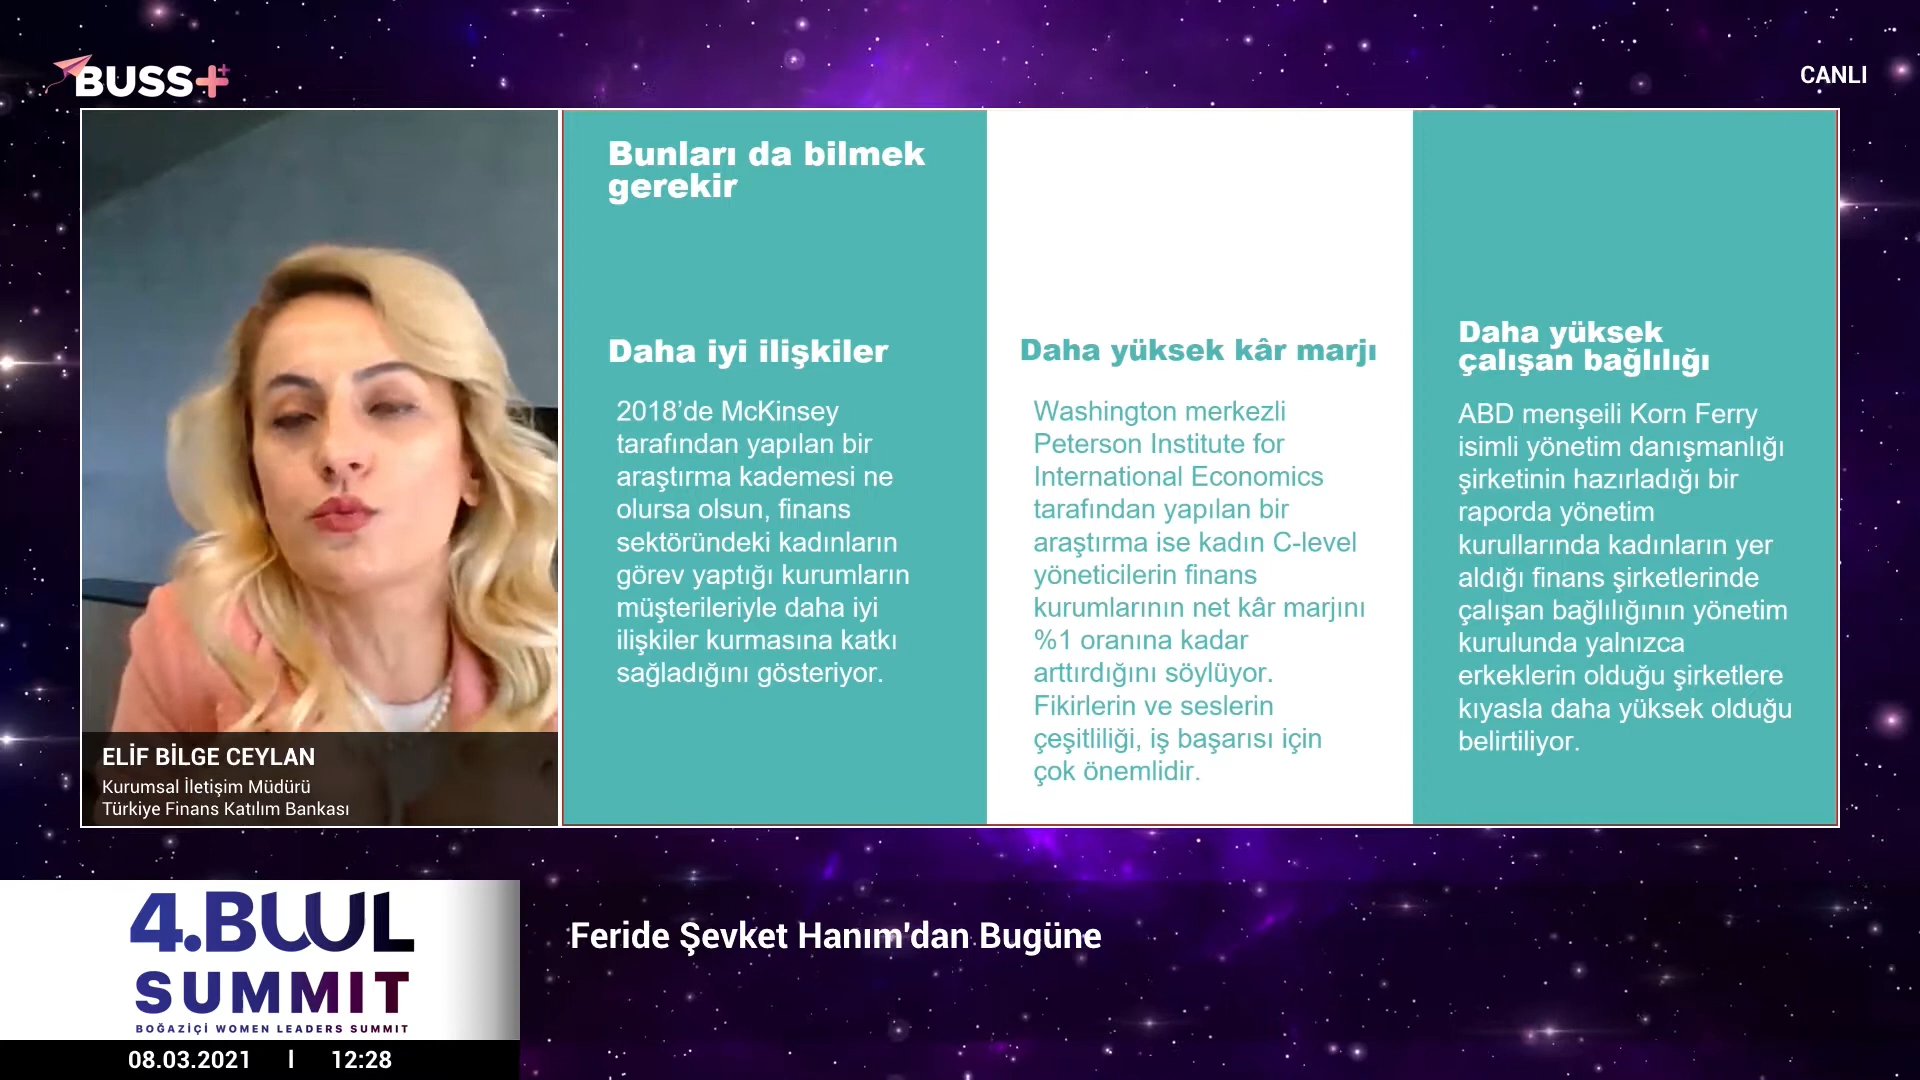 BUSS+
CANLI
Bunları da bilmek
gerekir
Daha iyi ilişkiler
2018’de McKinsey
tarafından yapılan bir
araştırma kademesi ne
olursa olsun, finans
sektöründeki kadınların
görev yaptığı kurumların
müşterileriyle daha iyi
ilişkiler kurmasına katkı
sağladığını gösteriyor.
Daha yüksek kâr marjı
Washington merkezli
Peterson Institute for
International Economics
tarafından yapılan bir
araştırma ise kadın C-level
yöneticilerin finans
kurumlarının net kâr marjını
%1 oranına kadar
arttırdığını söylüyor.
Fikirlerin ve seslerin
çeşitliliği, iş başarısı için
çok önemlidir.
Daha yüksek
çalışan bağlılığı
ABD menşeili Korn Ferry
isimli yönetim danışmanlığı
şirketinin hazırladığı bir
raporda yönetim
kurullarında kadınların yer
aldığı finans şirketlerinde
çalışan bağlılığının yönetim
kurulunda yalnızca
erkeklerin olduğu şirketlere
kıyasla daha yüksek olduğu
belirtiliyor.
ELİF BİLGE CEYLAN
Kurumsal İletişim Müdürü
Türkiye Finans Katılım Bankası
4.BWL
SUMMIT
BOĞAZİÇİ WOMEN LEADERS SUMMIT
08.03.2021 | 12:28
Feride Şevket Hanım'dan Bugüne